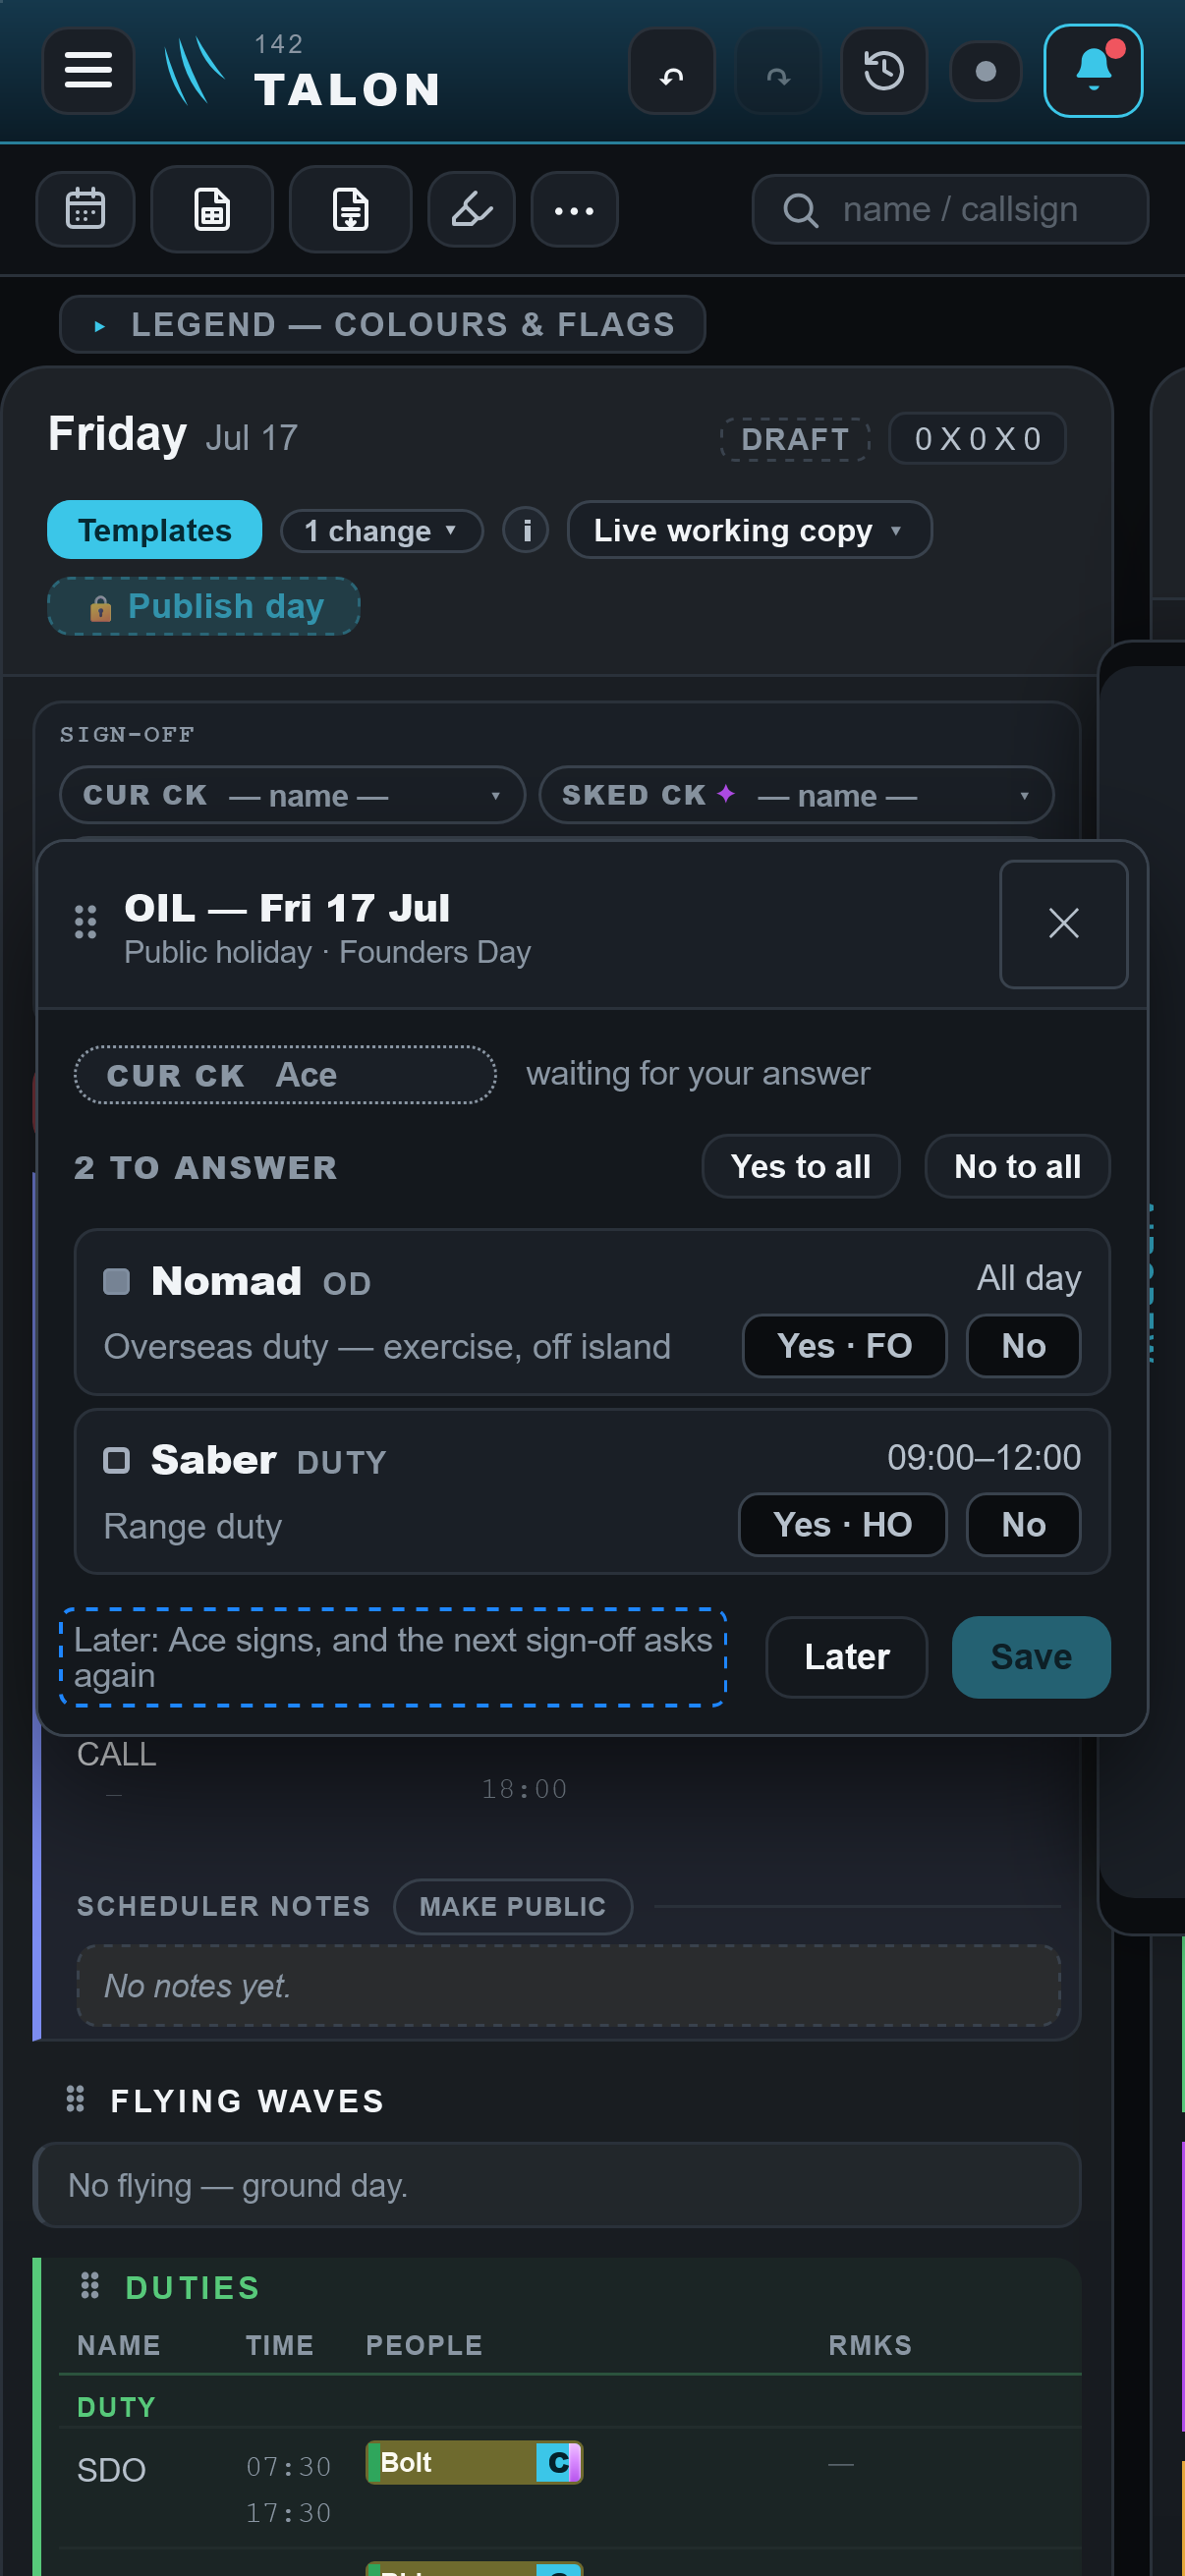 142
TALON
name / callsign
▸ LEGEND — COLOURS & FLAGS
Friday Jul 17
DRAFT
0 X 0 X 0
Templates
1 change ▾
i
Live working copy ▾
🔒 Publish day
SIGN-OFF
CUR CK — name — ▾
SKED CK ✦ — name — ▾
OIL — Fri 17 Jul
Public holiday · Founders Day
CUR CK Ace
waiting for your answer
2 TO ANSWER
Yes to all
No to all
Nomad OD
All day
Overseas duty — exercise, off island
Yes · FO
No
Saber DUTY
09:00–12:00
Range duty
Yes · HO
No
Later: Ace signs, and the next sign-off asks
again
Later
Save
CALL
—
18:00
SCHEDULER NOTES
MAKE PUBLIC
No notes yet.
FLYING WAVES
No flying — ground day.
DUTIES
NAME TIME PEOPLE RMKS
DUTY
SDO 07:30 Bolt C —
17:30